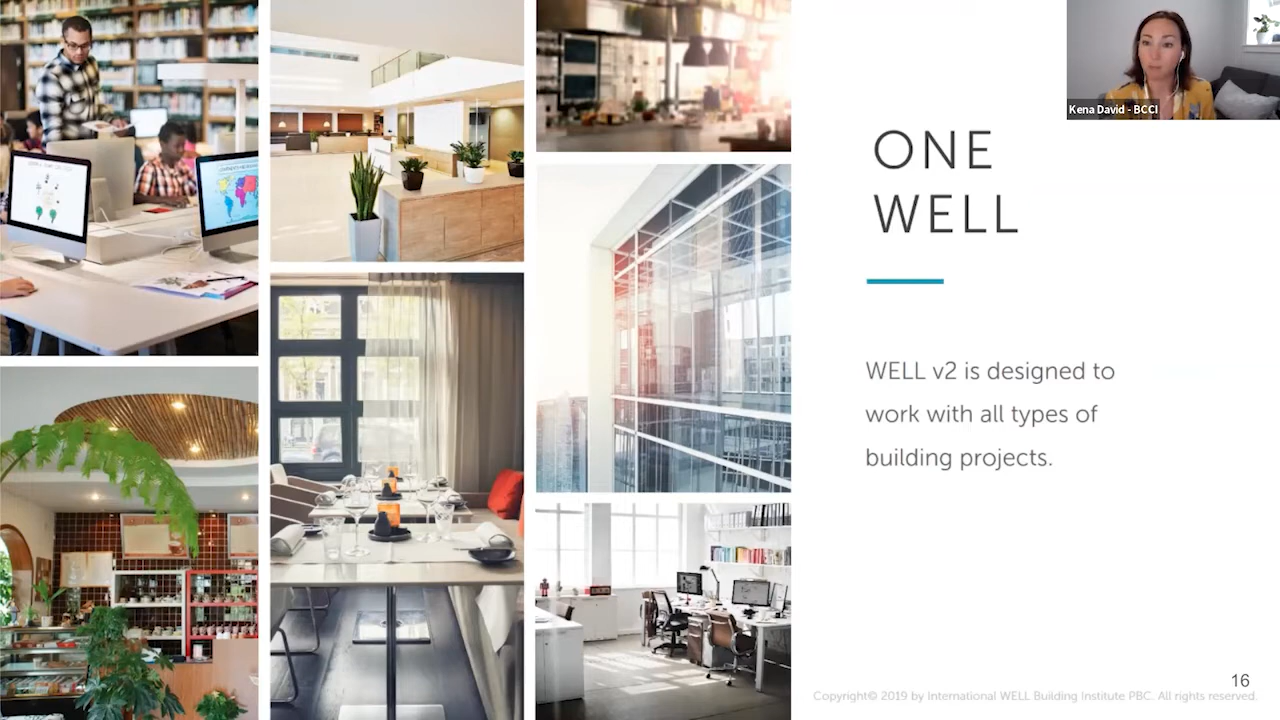 Kena David - BCCI
ONE
WELL
WELL v2 is designed to
work with all types of
building projects.
16
Copyright© 2019 by International WELL Building Institute PBC. All rights reserved.